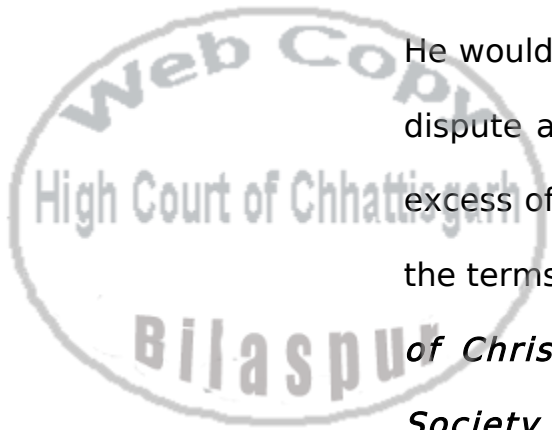 Web Copy
High Court of Chhattisgarh
Bilaspur
He would
dispute a
excess of
the terms
of Chris
Society